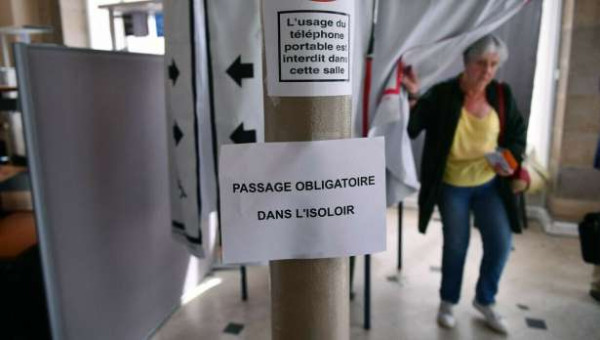 L'usage du
téléphone
portable est
interdit dans
cette salle
PASSAGE OBLIGATOIRE
DANS L'ISOLOIR